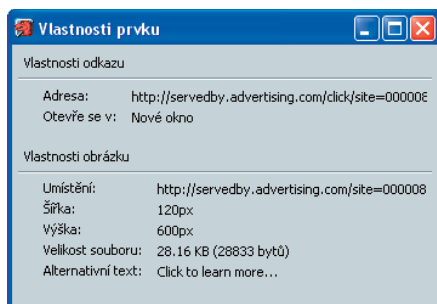 Vlastnosti prvku
Vlastnosti odkazu
Adresa: http://servedby.advertising.com/click/site=000008
Otevře se v: Nové okno
Vlastnosti obrázku
Umístění: http://servedby.advertising.com/site=000008
Šířka: 120px
Výška: 600px
Velikost souboru: 28.16 KB (28833 bytů)
Alternativní text: Click to learn more...